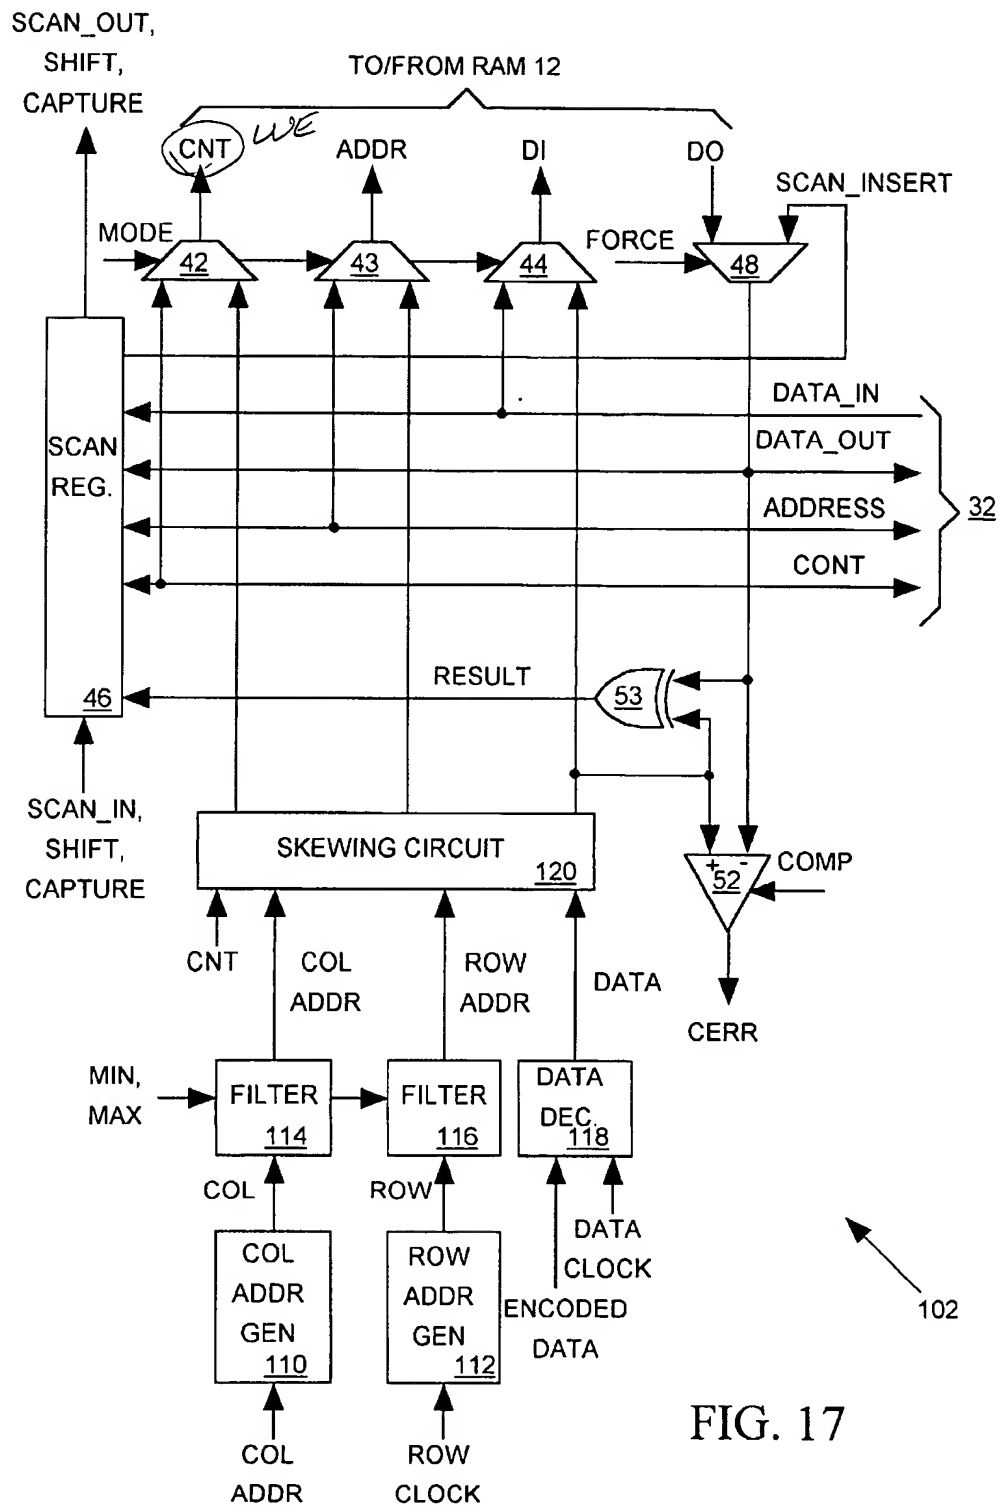 SCAN_OUT,
SHIFT,
CAPTURE
TO/FROM RAM 12
CNT
WE
ADDR
DI
DO
SCAN_INSERT
MODE
42
43
44
FORCE
48
DATA_IN
DATA_OUT
ADDRESS
CONT
32
SCAN
REG.
46
RESULT
53
SCAN_IN,
SHIFT,
CAPTURE
SKEWING CIRCUIT
120
+ -
52
COMP
CERR
CNT
COL
ADDR
ROW
ADDR
DATA
MIN,
MAX
FILTER
114
FILTER
116
DATA
DEC.
118
COL
ROW
DATA
CLOCK
ENCODED
DATA
COL
ADDR
GEN
110
ROW
ADDR
GEN
112
102
COL
ADDR
ROW
CLOCK
FIG. 17